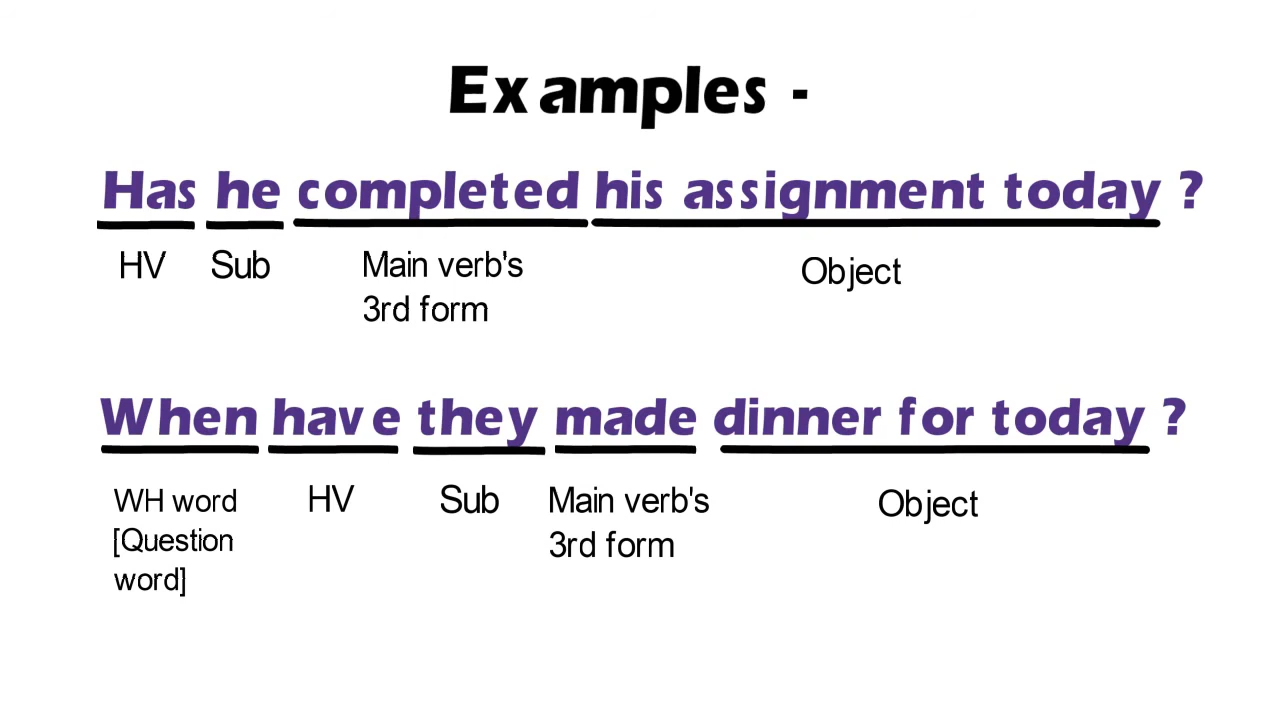 Examples -
Has he completed his assignment today ?
HV Sub Main verb's Object
3rd form
When have they made dinner for today ?
WH word HV Sub Main verb's Object
[Question 3rd form
word]